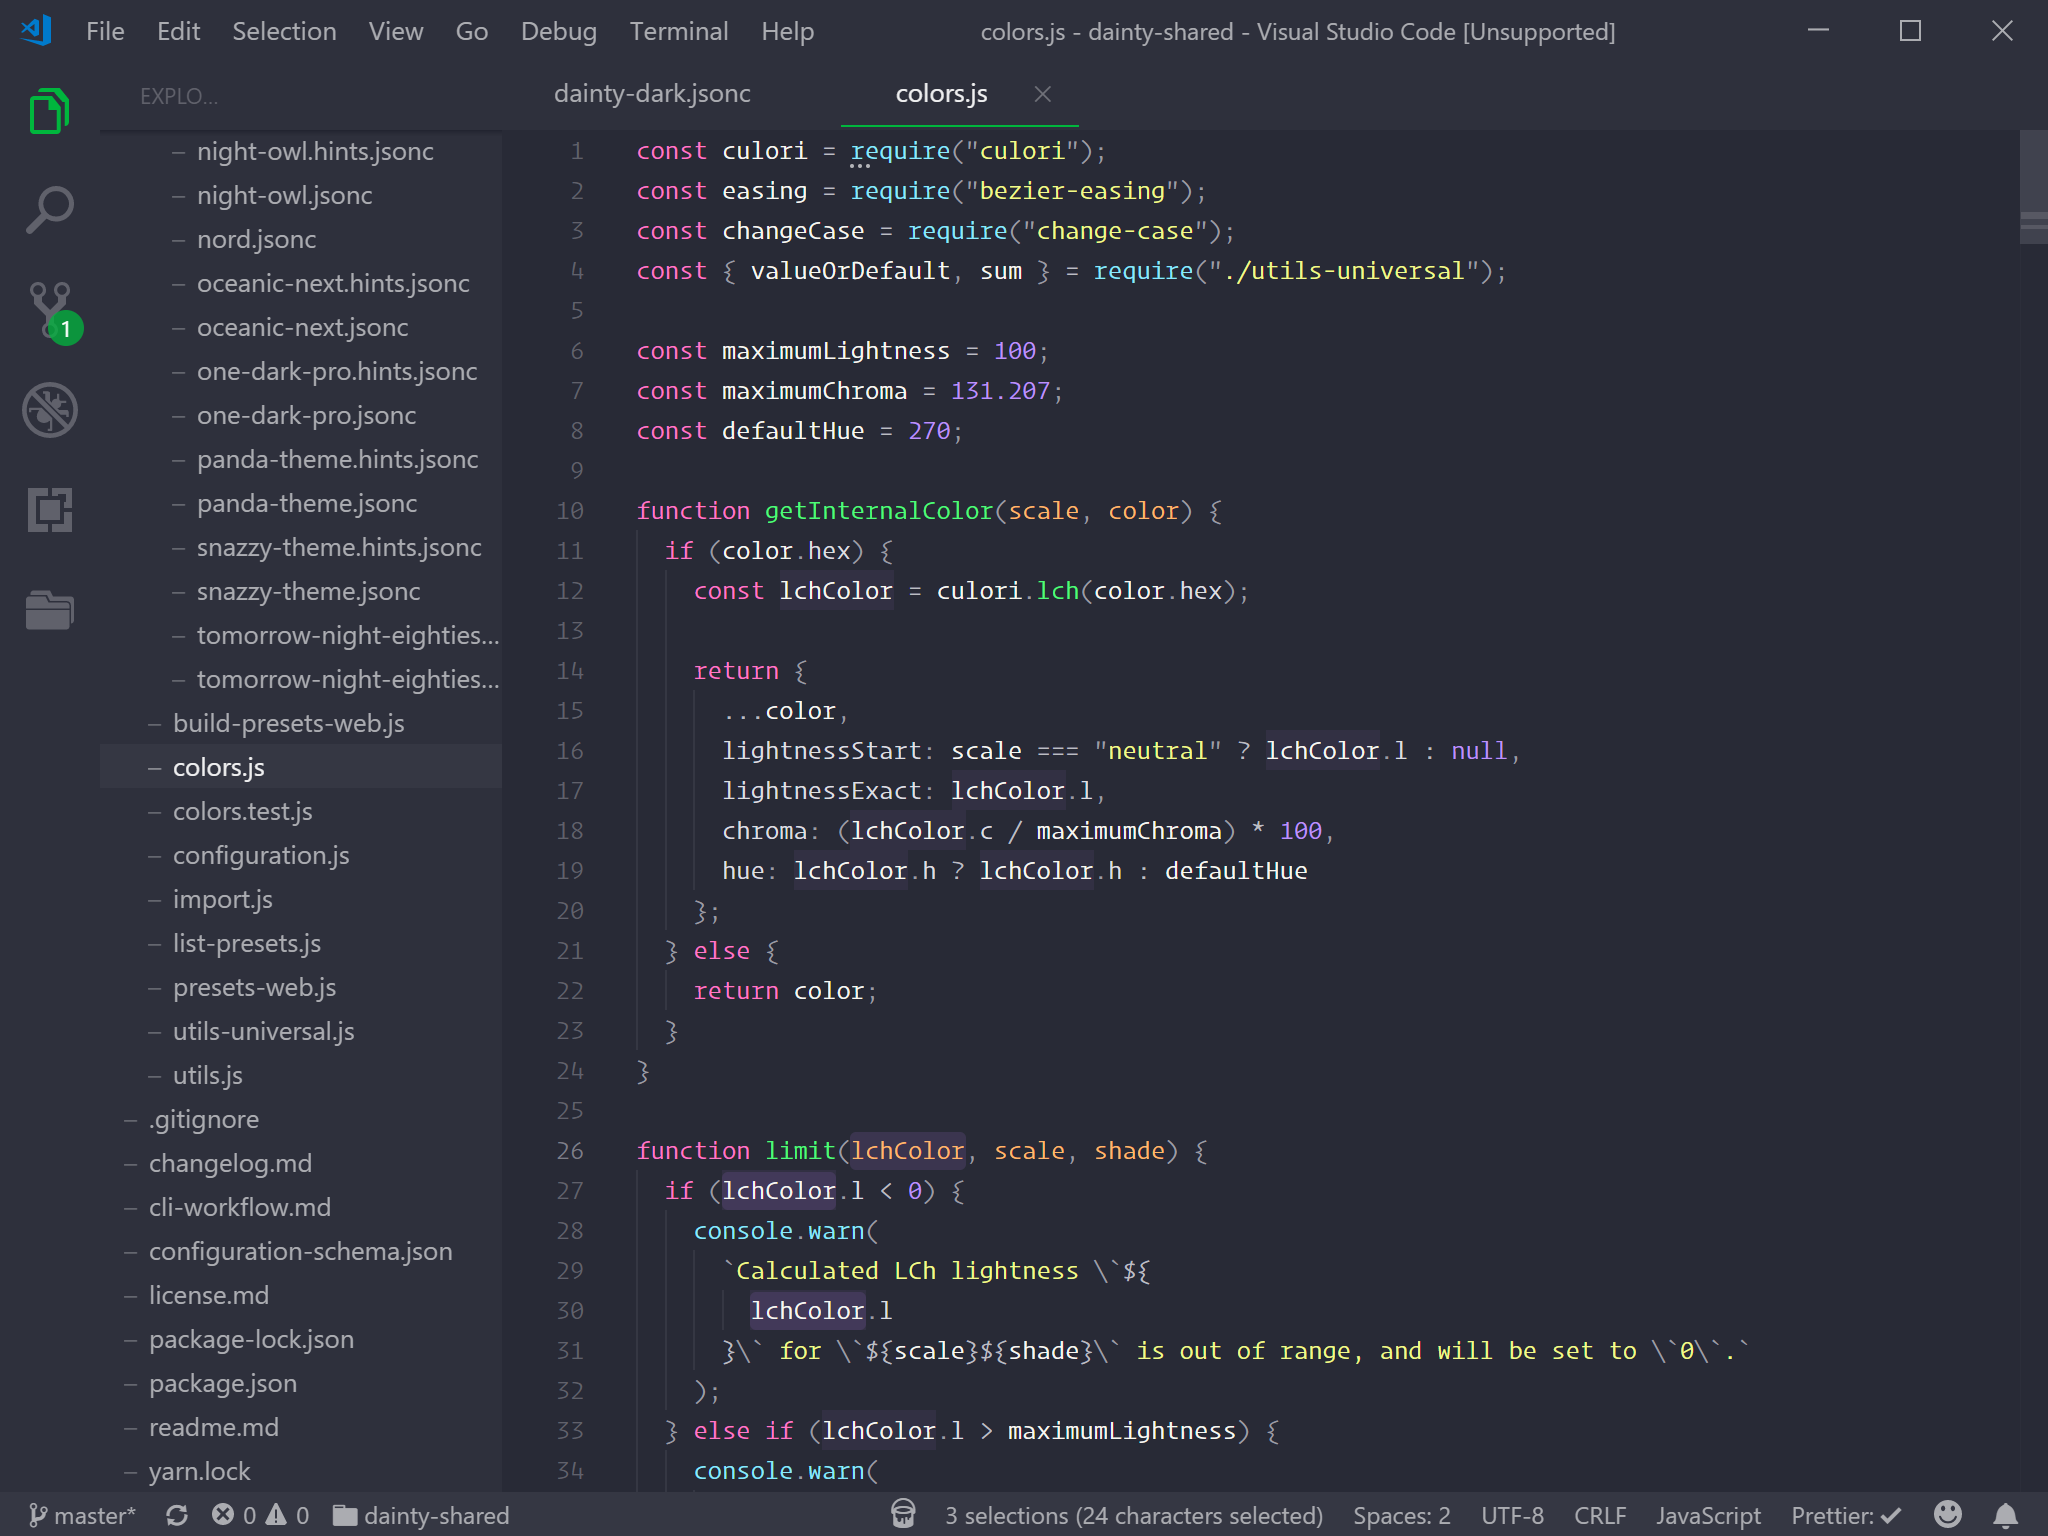 File Edit Selection View Go Debug Terminal Help colors.js - dainty-shared - Visual Studio Code [Unsupported]
EXPLO...
night-owl.hints.jsonc
night-owl.jsonc
nord.jsonc
oceanic-next.hints.jsonc
oceanic-next.jsonc
one-dark-pro.hints.jsonc
one-dark-pro.jsonc
panda-theme.hints.jsonc
panda-theme.jsonc
snazzy-theme.hints.jsonc
snazzy-theme.jsonc
tomorrow-night-eighties...
tomorrow-night-eighties...
build-presets-web.js
colors.js
colors.test.js
configuration.js
import.js
list-presets.js
presets-web.js
utils-universal.js
utils.js
.gitignore
changelog.md
cli-workflow.md
configuration-schema.json
license.md
package-lock.json
package.json
readme.md
yarn.lock
1
dainty-dark.jsonc colors.js
1 const culori = require("culori");
2 const easing = require("bezier-easing");
3 const changeCase = require("change-case");
4 const { valueOrDefault, sum } = require("./utils-universal");
5
6 const maximumLightness = 100;
7 const maximumChroma = 131.207;
8 const defaultHue = 270;
9
10 function getInternalColor(scale, color) {
11   if (color.hex) {
12     const lchColor = culori.lch(color.hex);
13
14     return {
15       ...color,
16       lightnessStart: scale === "neutral" ? lchColor.l : null,
17       lightnessExact: lchColor.l,
18       chroma: (lchColor.c / maximumChroma) * 100,
19       hue: lchColor.h ? lchColor.h : defaultHue
20     };
21   } else {
22     return color;
23   }
24 }
25
26 function limit(lchColor, scale, shade) {
27   if (lchColor.l < 0) {
28     console.warn(
29       `Calculated LCh lightness \`${
30         lchColor.l
31       }\` for \`${scale}${shade}\` is out of range, and will be set to \`0\`.`
32     );
33   } else if (lchColor.l > maximumLightness) {
34     console.warn(
master* 0 0 dainty-shared 3 selections (24 characters selected) Spaces: 2 UTF-8 CRLF JavaScript Prettier: ✓